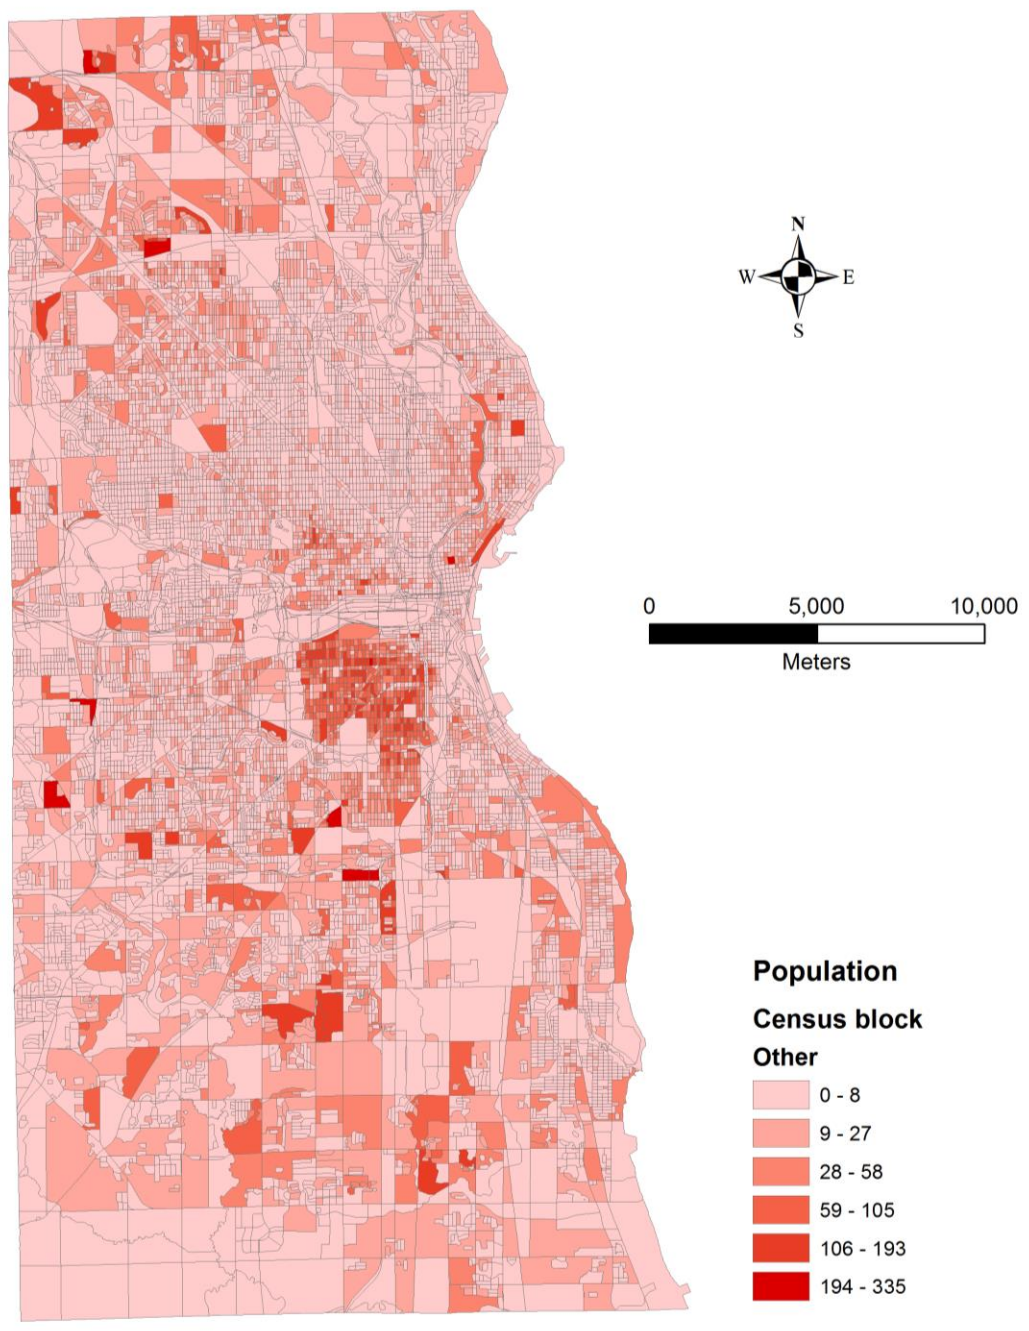 N
W E
S
0 5,000 10,000
Meters
Population
Census block
Other
0 - 8
9 - 27
28 - 58
59 - 105
106 - 193
194 - 335